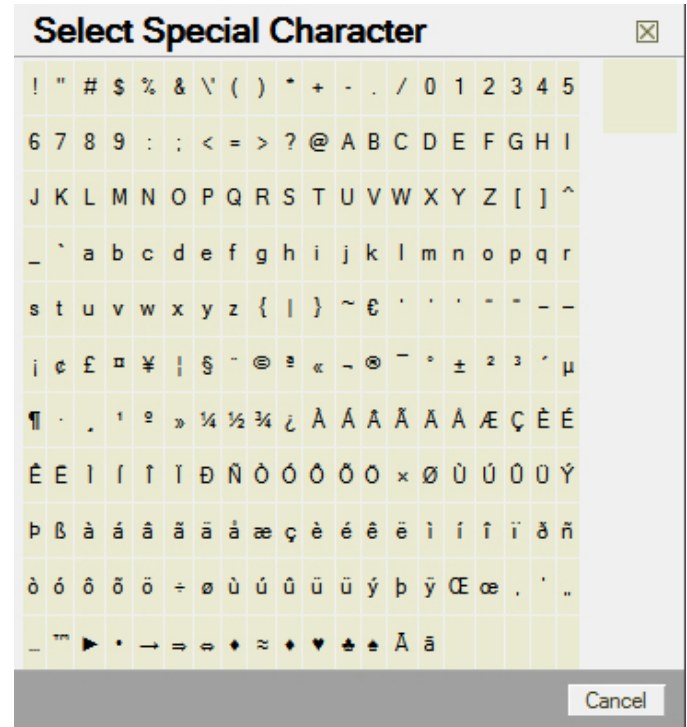 Select Special Character
! " # $ % & \' ( ) * + - . / 0 1 2 3 4 5
6 7 8 9 : ; < = > ? @ A B C D E F G H I
J K L M N O P Q R S T U V W X Y Z [ ] ^
_ ` a b c d e f g h i j k l m n o p q r
s t u v w x y z { | } ~ € – –
¡ ¢ £ ¤ ¥ ¦ § ¨ © ª « ¬ ® ¯ ° ± ² ³ ´ µ
¶ · ¸ ¹ º » ¼ ½ ¾ ¿ À Á Â Ã Ä Å Æ Ç È É
Ê Ë Ì Í Î Ï Ð Ñ Ò Ó Ô Õ Ö × Ø Ù Ú Û Ü Ý
Þ ß à á â ã ä å æ ç è é ê ë ì í î ï ð ñ
ò ó ô õ ö ÷ ø ù ú û ü ü ý þ ÿ Œ œ ‚ ‛ „
… ™ ► • → ⇒ ⇔ ♦ ≈ ♦ ♥ ♣ ♠ Ā ā
Cancel